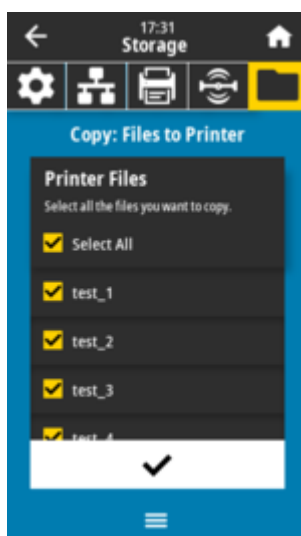 17:31
Storage
Copy: Files to Printer
Printer Files
Select all the files you want to copy.
Select All
test_1
test_2
test_3
test_4